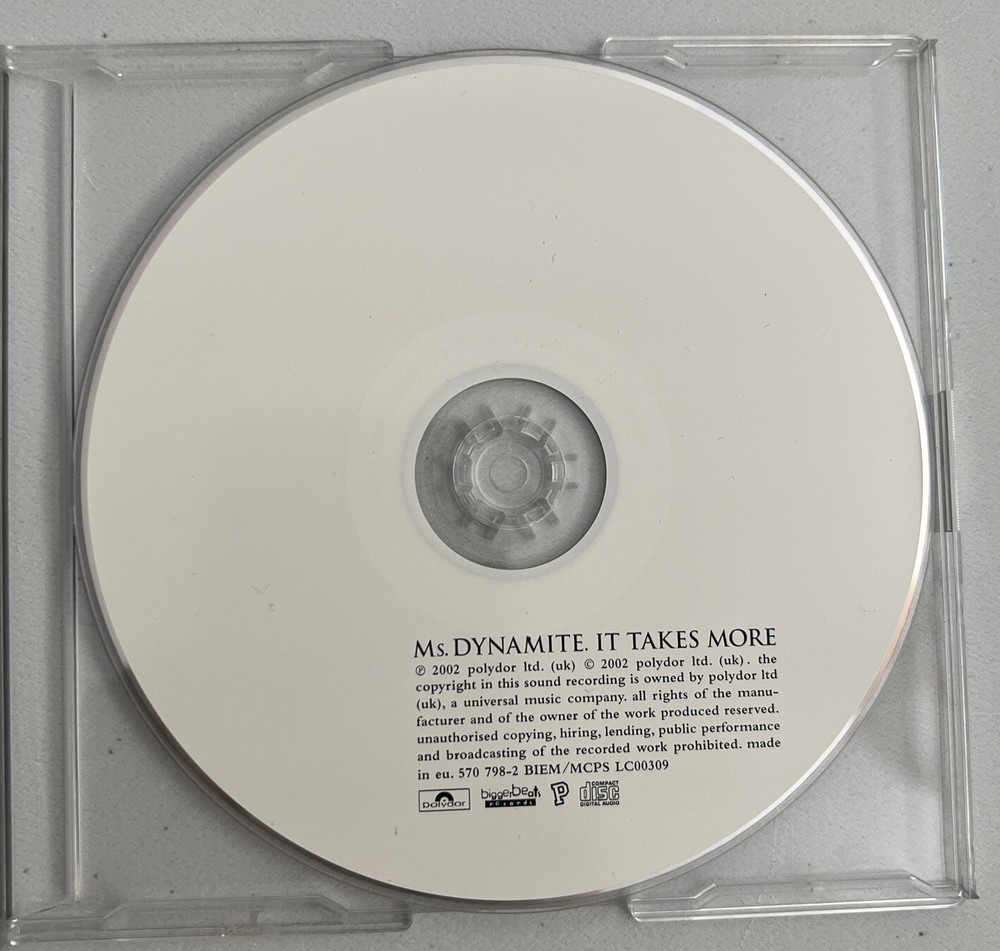 Ms. DYNAMITE. IT TAKES MORE
℗ 2002 polydor ltd. (uk) © 2002 polydor ltd. (uk). the
copyright in this sound recording is owned by polydor ltd
(uk), a universal music company. all rights of the manu-
facturer and of the owner of the work produced reserved.
unauthorised copying, hiring, lending, public performance
and broadcasting of the recorded work prohibited. made
in eu. 570 798-2 BIEM/MCPS LC00309
polydor biggerbeats records P COMPACT disc DIGITAL AUDIO